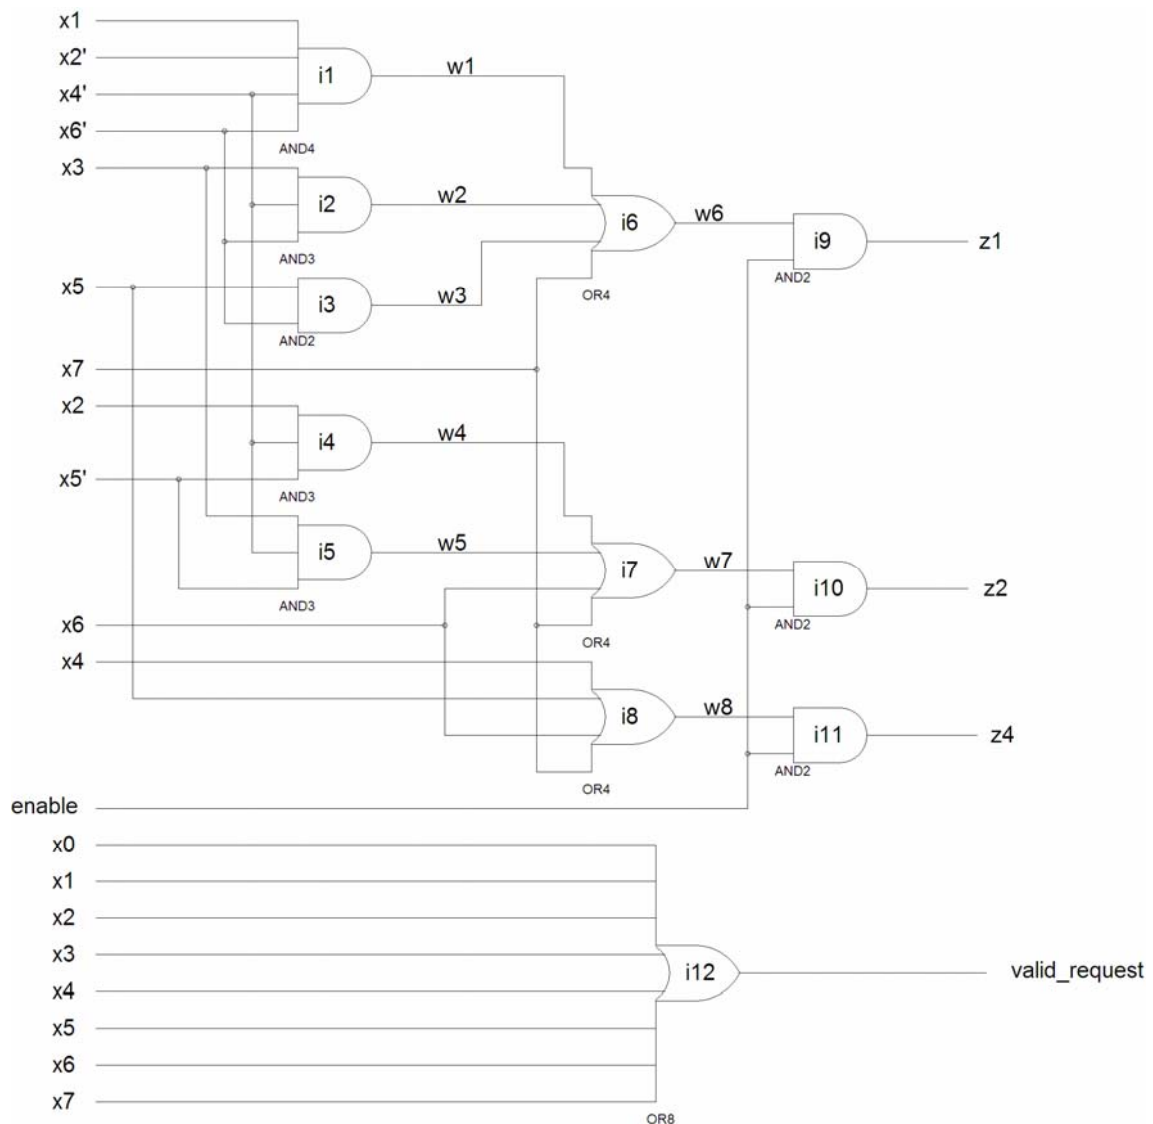 x1
x2'
i1
w1
x4'
x6'
AND4
x3
i2
w2
i6
w6
i9
z1
AND3
AND2
x5
i3
w3
OR4
AND2
x7
x2
i4
w4
x5'
AND3
i5
w5
i7
w7
i10
z2
AND3
x6
AND2
OR4
x4
i8
w8
i11
z4
AND2
OR4
enable
x0
x1
x2
x3
i12
valid_request
x4
x5
x6
x7
OR8